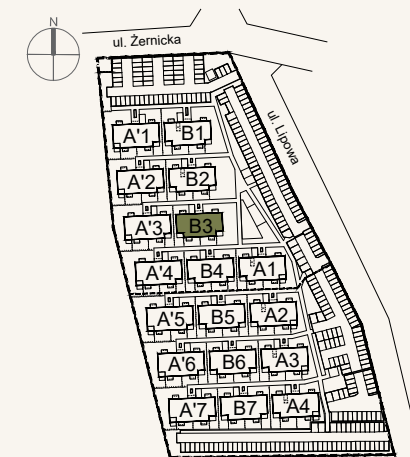 N
ul. Żernicka
ul. Lipowa
A'1 B1
A'2 B2
A'3 B3
A'4 B4 A1
A'5 B5 A2
A'6 B6 A3
A'7 B7 A4